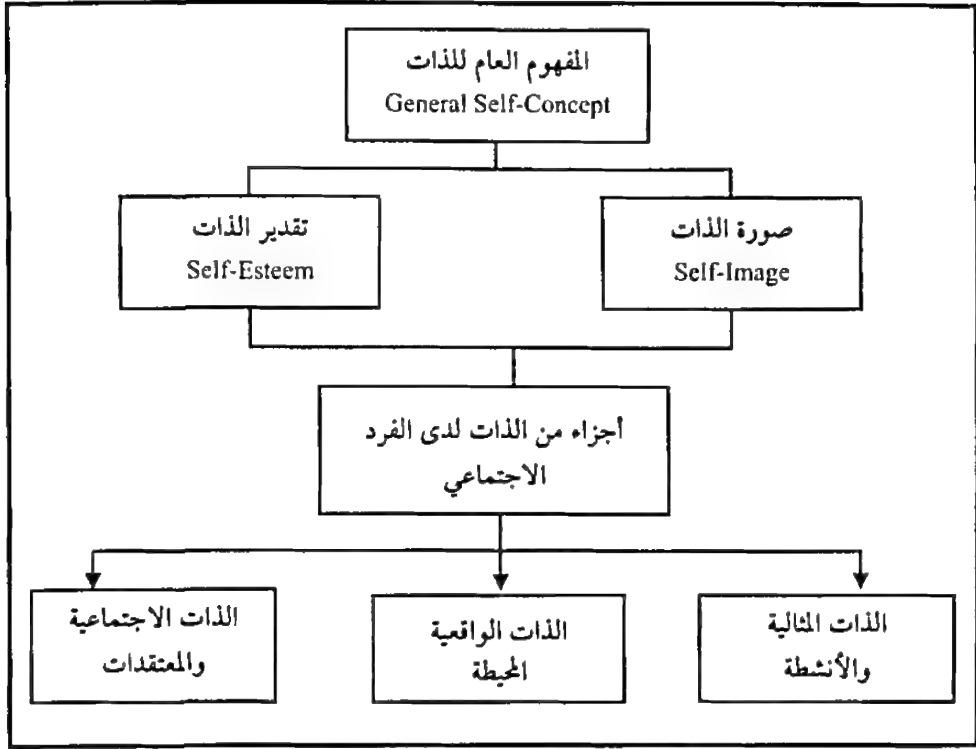 المفهوم العام للذات
General Self-Concept
صورة الذات
Self-Image
تقدير الذات
Self-Esteem
أجزاء من الذات لدى الفرد
الاجتماعي
الذات المثالية
والأنشطة
الذات الواقعية
المحيطة
الذات الاجتماعية
والمعتقدات